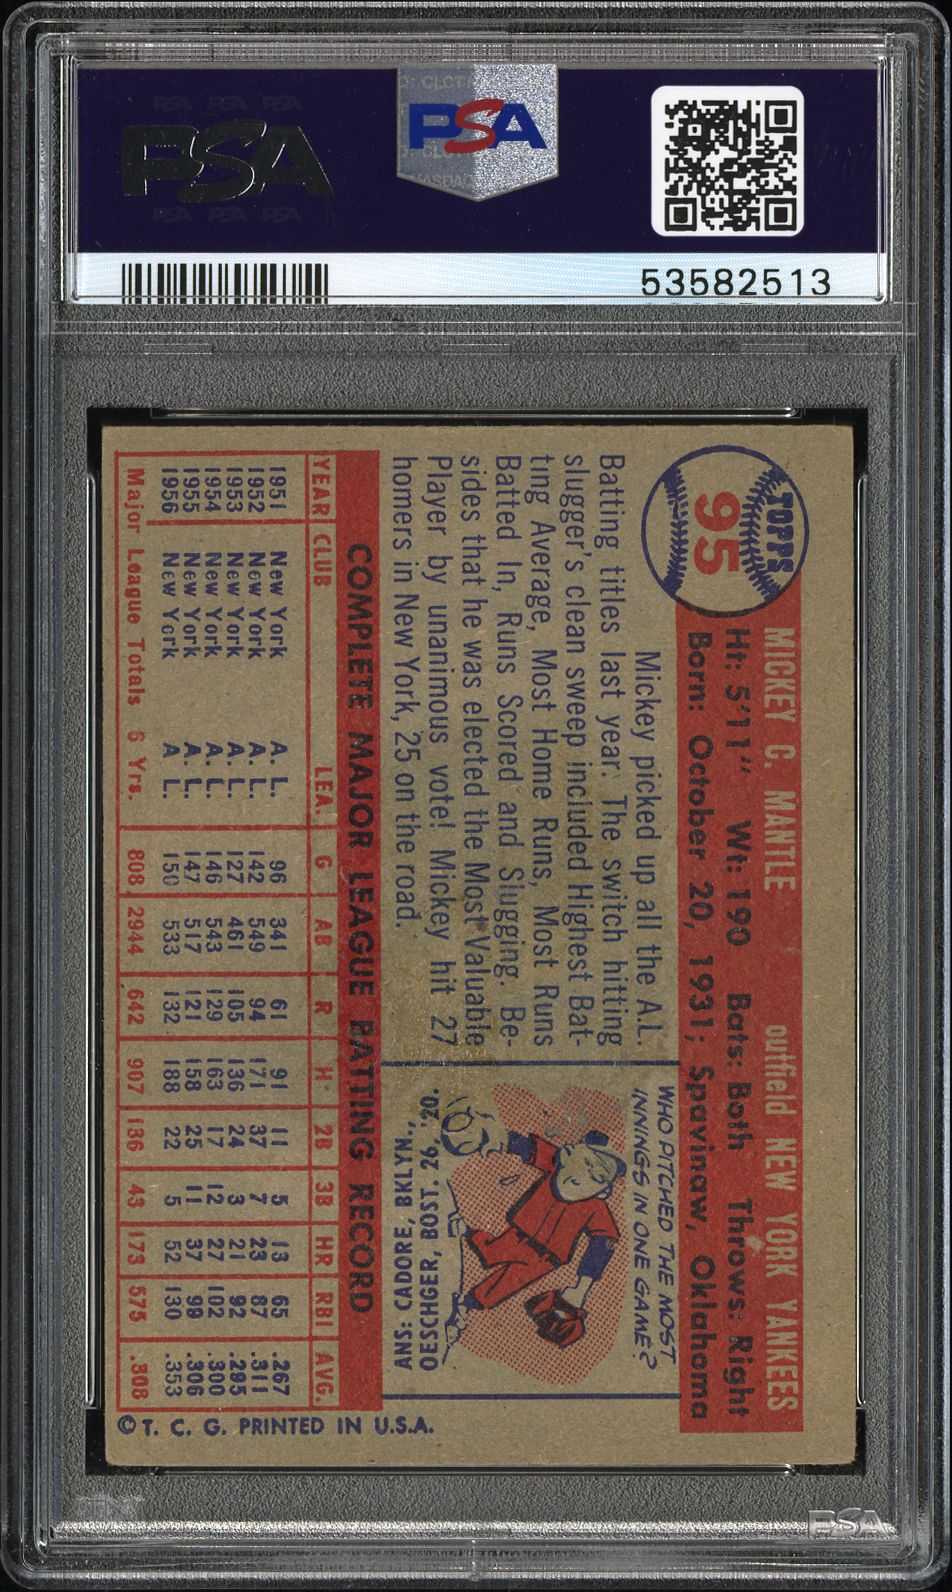 PSA PSA PSA
PSA
PSA PSA PSA
CLCT
PSA
CLC
NASDAQ
53582513
TOPPS
95
MICKEY C. MANTLE outfield NEW YORK YANKEES
Ht: 5'11" Wt: 190 Bats: Both Throws: Right
Born: October 20, 1931; Spavinaw, Oklahoma
Mickey picked up all the A.L.
Batting titles last year. The switch hitting
slugger's clean sweep included Highest Bat-
ting Average, Most Home Runs, Most Runs
Batted In, Runs Scored and Slugging. Be-
sides that he was elected the Most Valuable
Player by unanimous vote! Mickey hit 27
homers in New York, 25 on the road.
WHO PITCHED THE MOST
INNINGS IN ONE GAME?
ANS: CADORE, BKLYN.,
OESCHGER, BOST. 26, '20.
COMPLETE MAJOR LEAGUE BATTING RECORD
YEAR CLUB LEA. G AB R H 2B 3B HR RBI AVG.
1951 New York A. L. 96 341 61 91 11 5 13 65 .267
1952 New York A. L. 142 549 94 171 37 7 23 87 .311
1953 New York A. L. 127 461 105 136 24 3 21 92 .295
1954 New York A. L. 146 543 129 163 17 12 27 102 .300
1955 New York A. L. 147 517 121 158 25 11 37 99 .306
1956 New York A. L. 150 533 132 188 22 5 52 130 .353
Major League Totals 6 Yrs. 808 2944 642 907 136 43 173 575 .308
© T. C. G. PRINTED IN U.S.A.
PSA